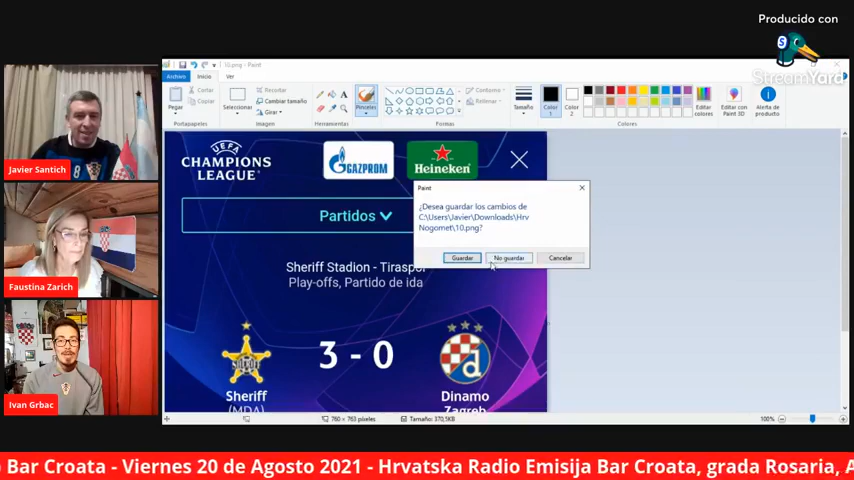 Producido con
StreamYard
10.png - Paint
Archivo
Inicio
Ver
Pegar
Cortar
Copiar
Portapapeles
Seleccionar
Recortar
Cambiar tamaño
Girar
Imagen
Herramientas
Pinceles
Formas
Contorno
Rellenar
Tamaño
Color
1
Color
2
Colores
Editar
colores
Editar con
Paint 3D
Alerta de
producto
UEFA
CHAMPIONS
LEAGUE
GAZPROM
Heineken
Partidos
Sheriff Stadion - Tiraspol
Play-offs, Partido de ida
3 - 0
SHERIFF
Sheriff
(MDA)
Dinamo
Zagreb
Paint
¿Desea guardar los cambios de
C:\Users\Javier\Downloads\Hrv
Nogomet\10.png?
Guardar
No guardar
Cancelar
780 × 763 píxeles
Tamaño: 370,5KB
100%
8
Javier Santich
Faustina Zarich
Ivan Grbac
o Bar Croata - Viernes 20 de Agosto 2021 - Hrvatska Radio Emisija Bar Croata, grada Rosaria, A